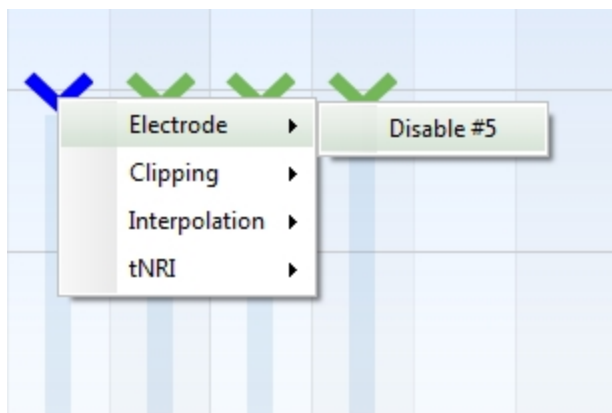 Electrode
Disable #5
Clipping
Interpolation
tNRI